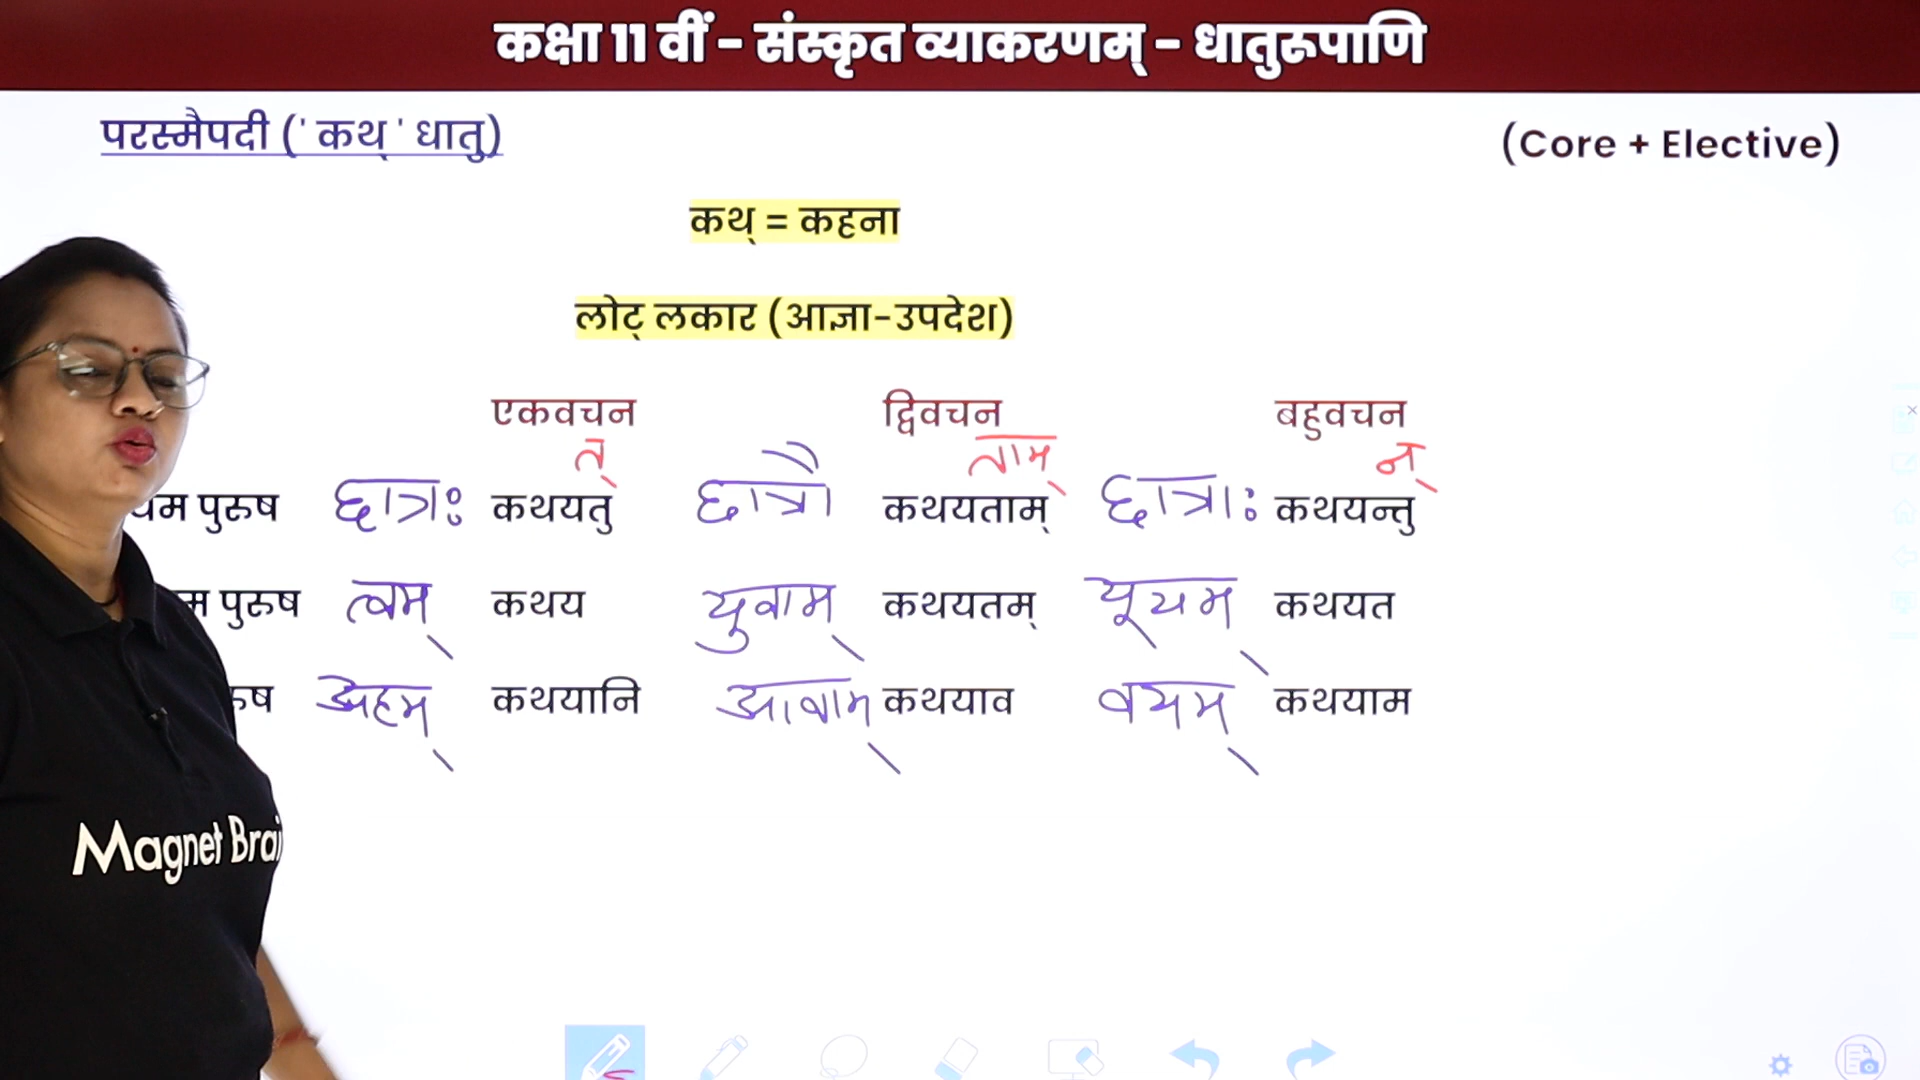 कक्षा 11 वीं - संस्कृत व्याकरणम् - धातुरूपाणि
परस्मैपदी ( ' कथ् ' धातु) (Core + Elective)
कथ् = कहना
लोट् लकार (आज्ञा-उपदेश)
एकवचन द्विवचन बहुवचन
त् ताम् न्
पुरुष छात्रः कथयतु छात्रौ कथयताम् छात्राः कथयन्तु
पुरुष त्वम् कथय युवाम् कथयतम् यूयम् कथयत
अहम् कथयानि आवाम् कथयाव वयम् कथयाम
Magnet Brai